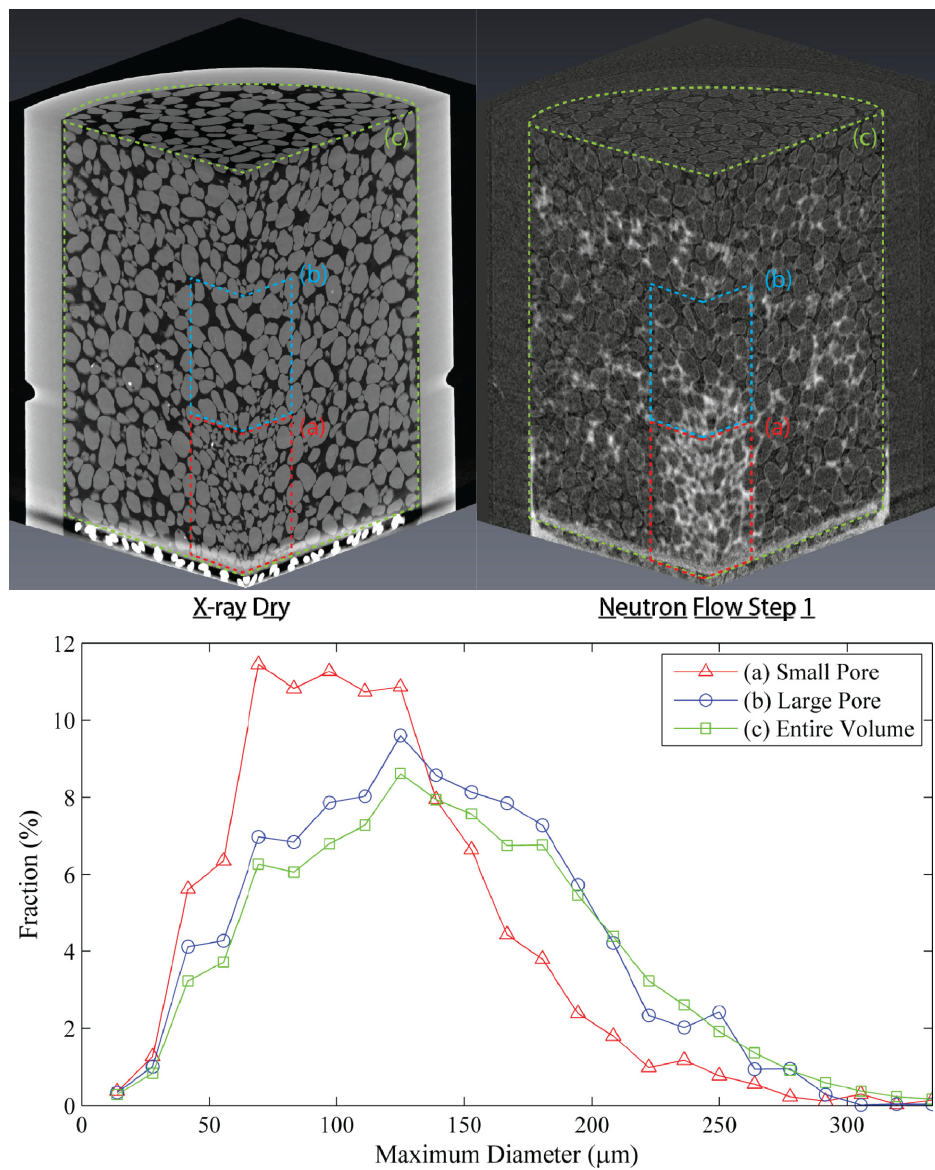 (c)
(c)
(b)
(b)
(a)
(a)
X-ray Dry
Neutron Flow Step 1
12
10
8
6
4
2
0
Fraction (%)
(a) Small Pore
(b) Large Pore
(c) Entire Volume
0
50
100
150
200
250
300
Maximum Diameter (μm)